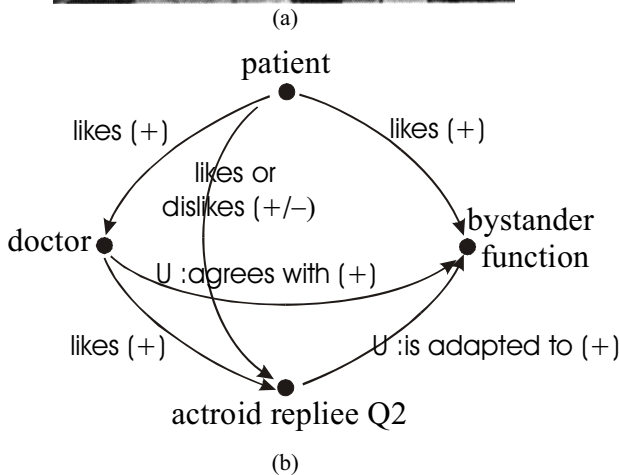 (a)
patient
likes (+)
likes (+)
likes or
dislikes (+/–)
doctor
bystander
function
U :agrees with (+)
likes (+)
U :is adapted to (+)
actroid repliee Q2
(b)